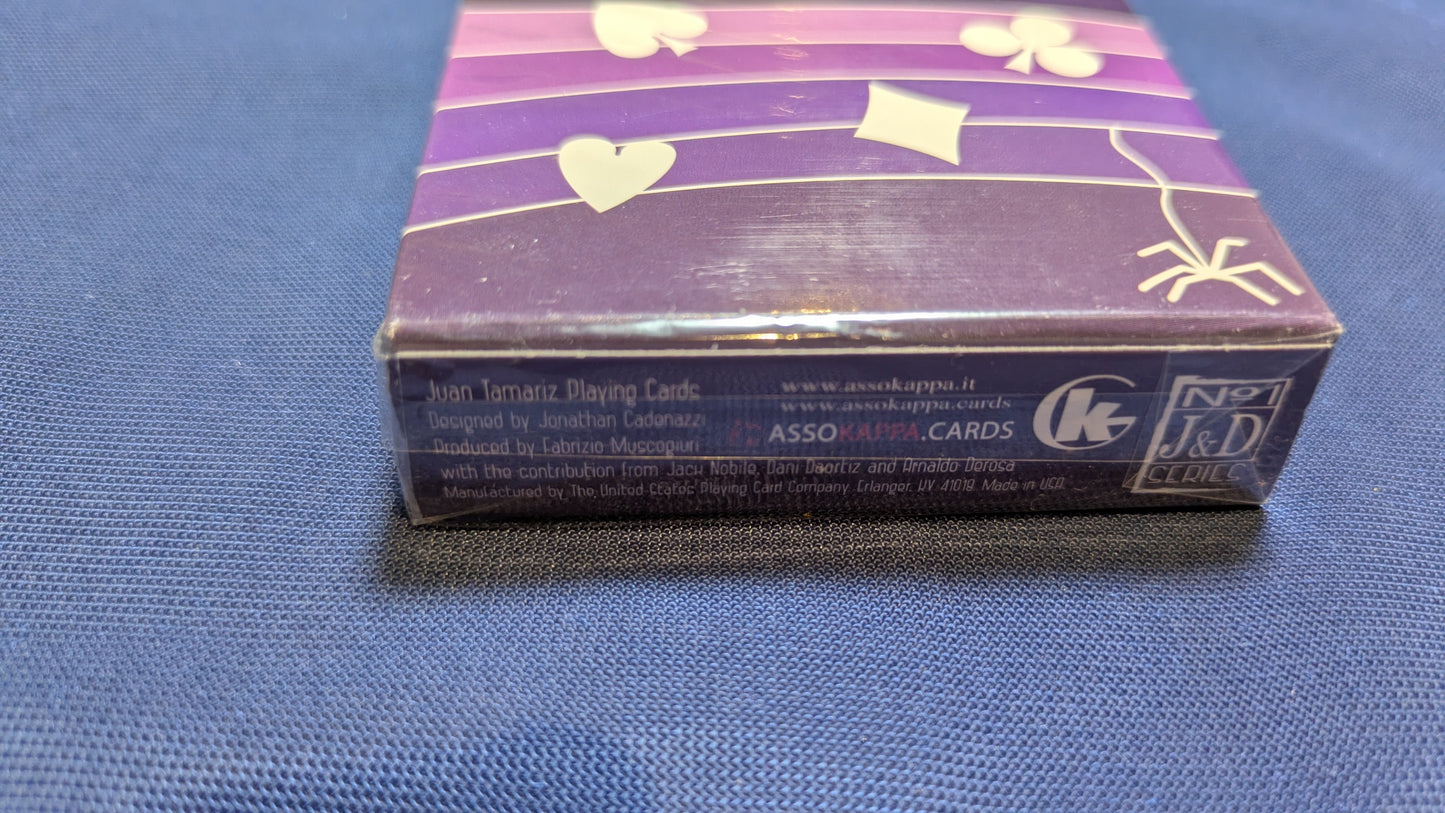 Juan Tamariz Playing Cards
Designed by Jonathan Cadonazzi
Produced by Fabrizio Muscogiuri
with the contribution from Jack Nobile, Dani Daortiz and Arnaldo Derosa
Manufactured by The United States Playing Card Company, Erlanger, KY 41018. Made in USA
www.assokappa.it
www.assokappa.cards
ASSOKAPPA.CARDS
k
No1
J&D
SERIES